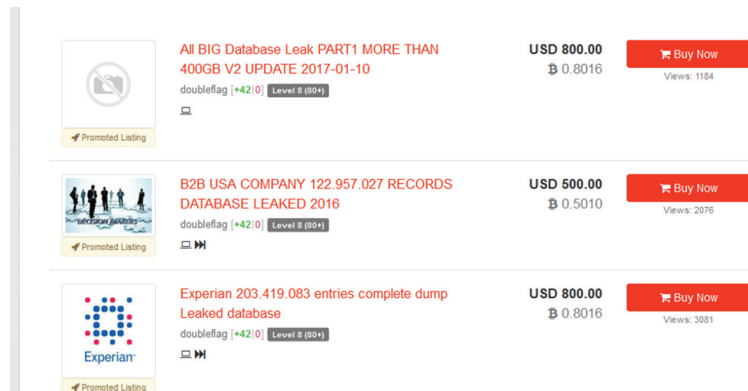 All BIG Database Leak PART1 MORE THAN
400GB V2 UPDATE 2017-01-10
doubleflag [+42|0] Level 8 (80+)
Promoted Listing
USD 800.00
฿ 0.8016
Buy Now
Views: 1184
B2B USA COMPANY 122.957.027 RECORDS
DATABASE LEAKED 2016
doubleflag [+42|0] Level 8 (80+)
DECISION MAKERS
Promoted Listing
USD 500.00
฿ 0.5010
Buy Now
Views: 2076
Experian 203.419.083 entries complete dump
Leaked database
doubleflag [+42|0] Level 8 (80+)
Experian
Promoted Listing
USD 800.00
฿ 0.8016
Buy Now
Views: 3081